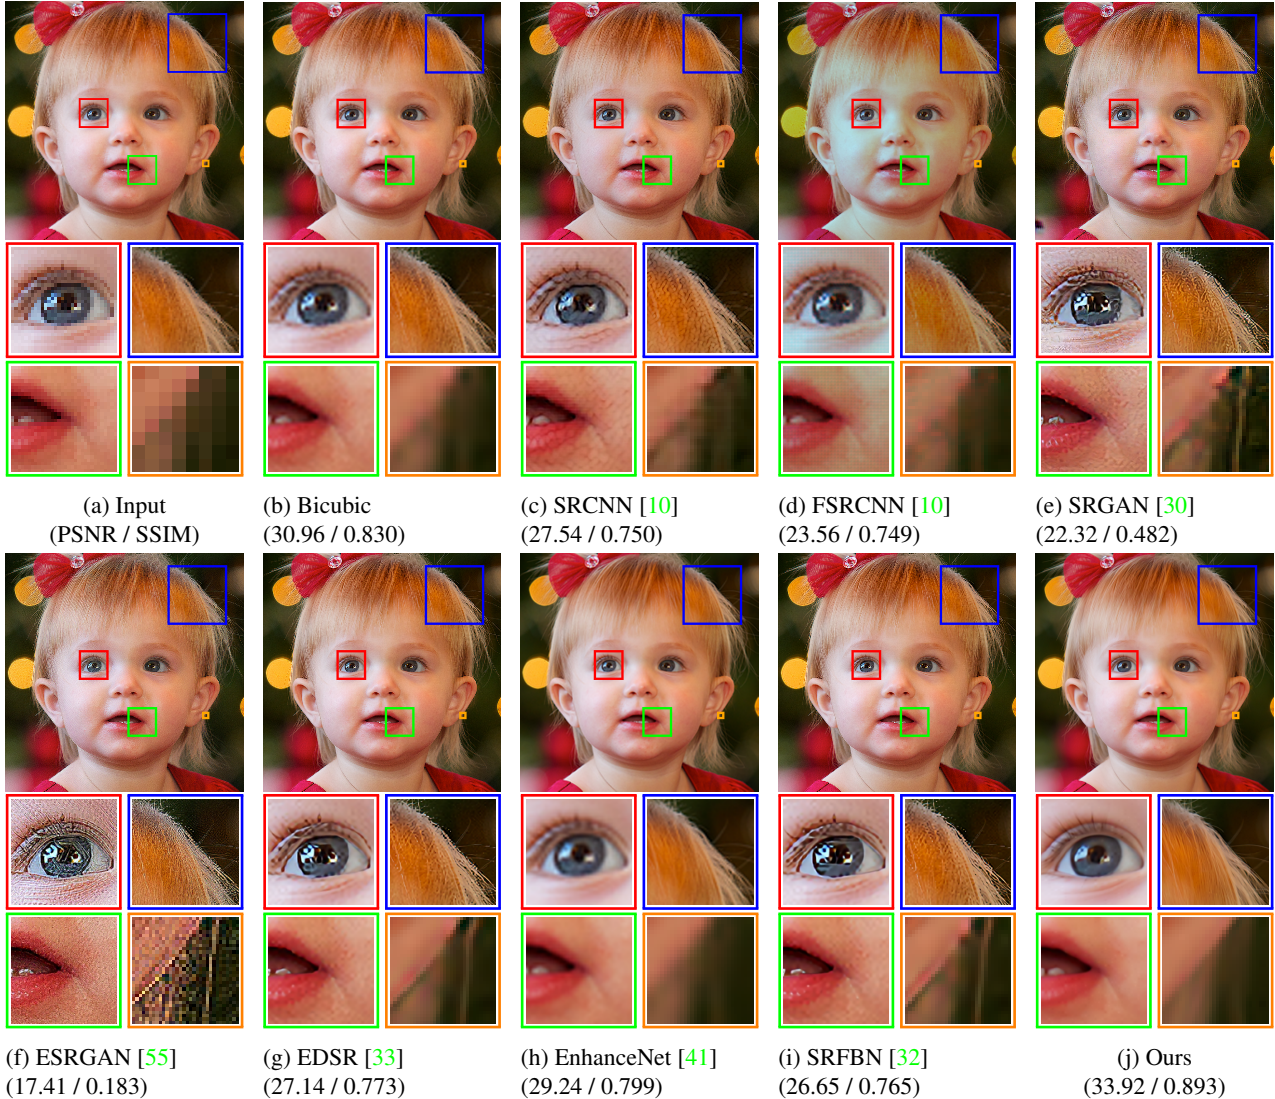 (a) Input
(PSNR / SSIM)
(b) Bicubic
(30.96 / 0.830)
(c) SRCNN [10]
(27.54 / 0.750)
(d) FSRCNN [10]
(23.56 / 0.749)
(e) SRGAN [30]
(22.32 / 0.482)
(f) ESRGAN [55]
(17.41 / 0.183)
(g) EDSR [33]
(27.14 / 0.773)
(h) EnhanceNet [41]
(29.24 / 0.799)
(i) SRFBN [32]
(26.65 / 0.765)
(j) Ours
(33.92 / 0.893)